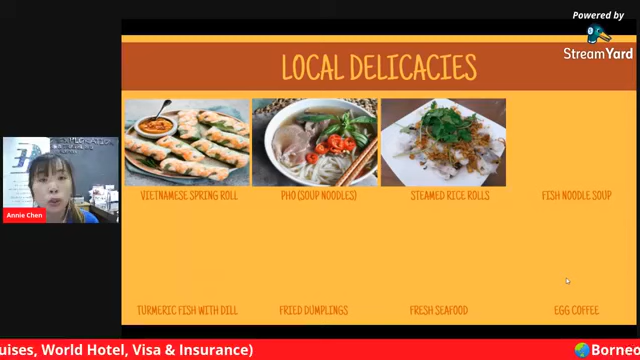 Powered by
StreamYard
LOCAL DELICACIES
VIETNAMESE SPRING ROLL
PHO (SOUP NOODLES)
STEAMED RICE ROLLS
FISH NOODLE SOUP
Annie Chen
TURMERIC FISH WITH DILL
FRIED DUMPLINGS
FRESH SEAFOOD
EGG COFFEE
uises, World Hotel, Visa & Insurance)
Borneo